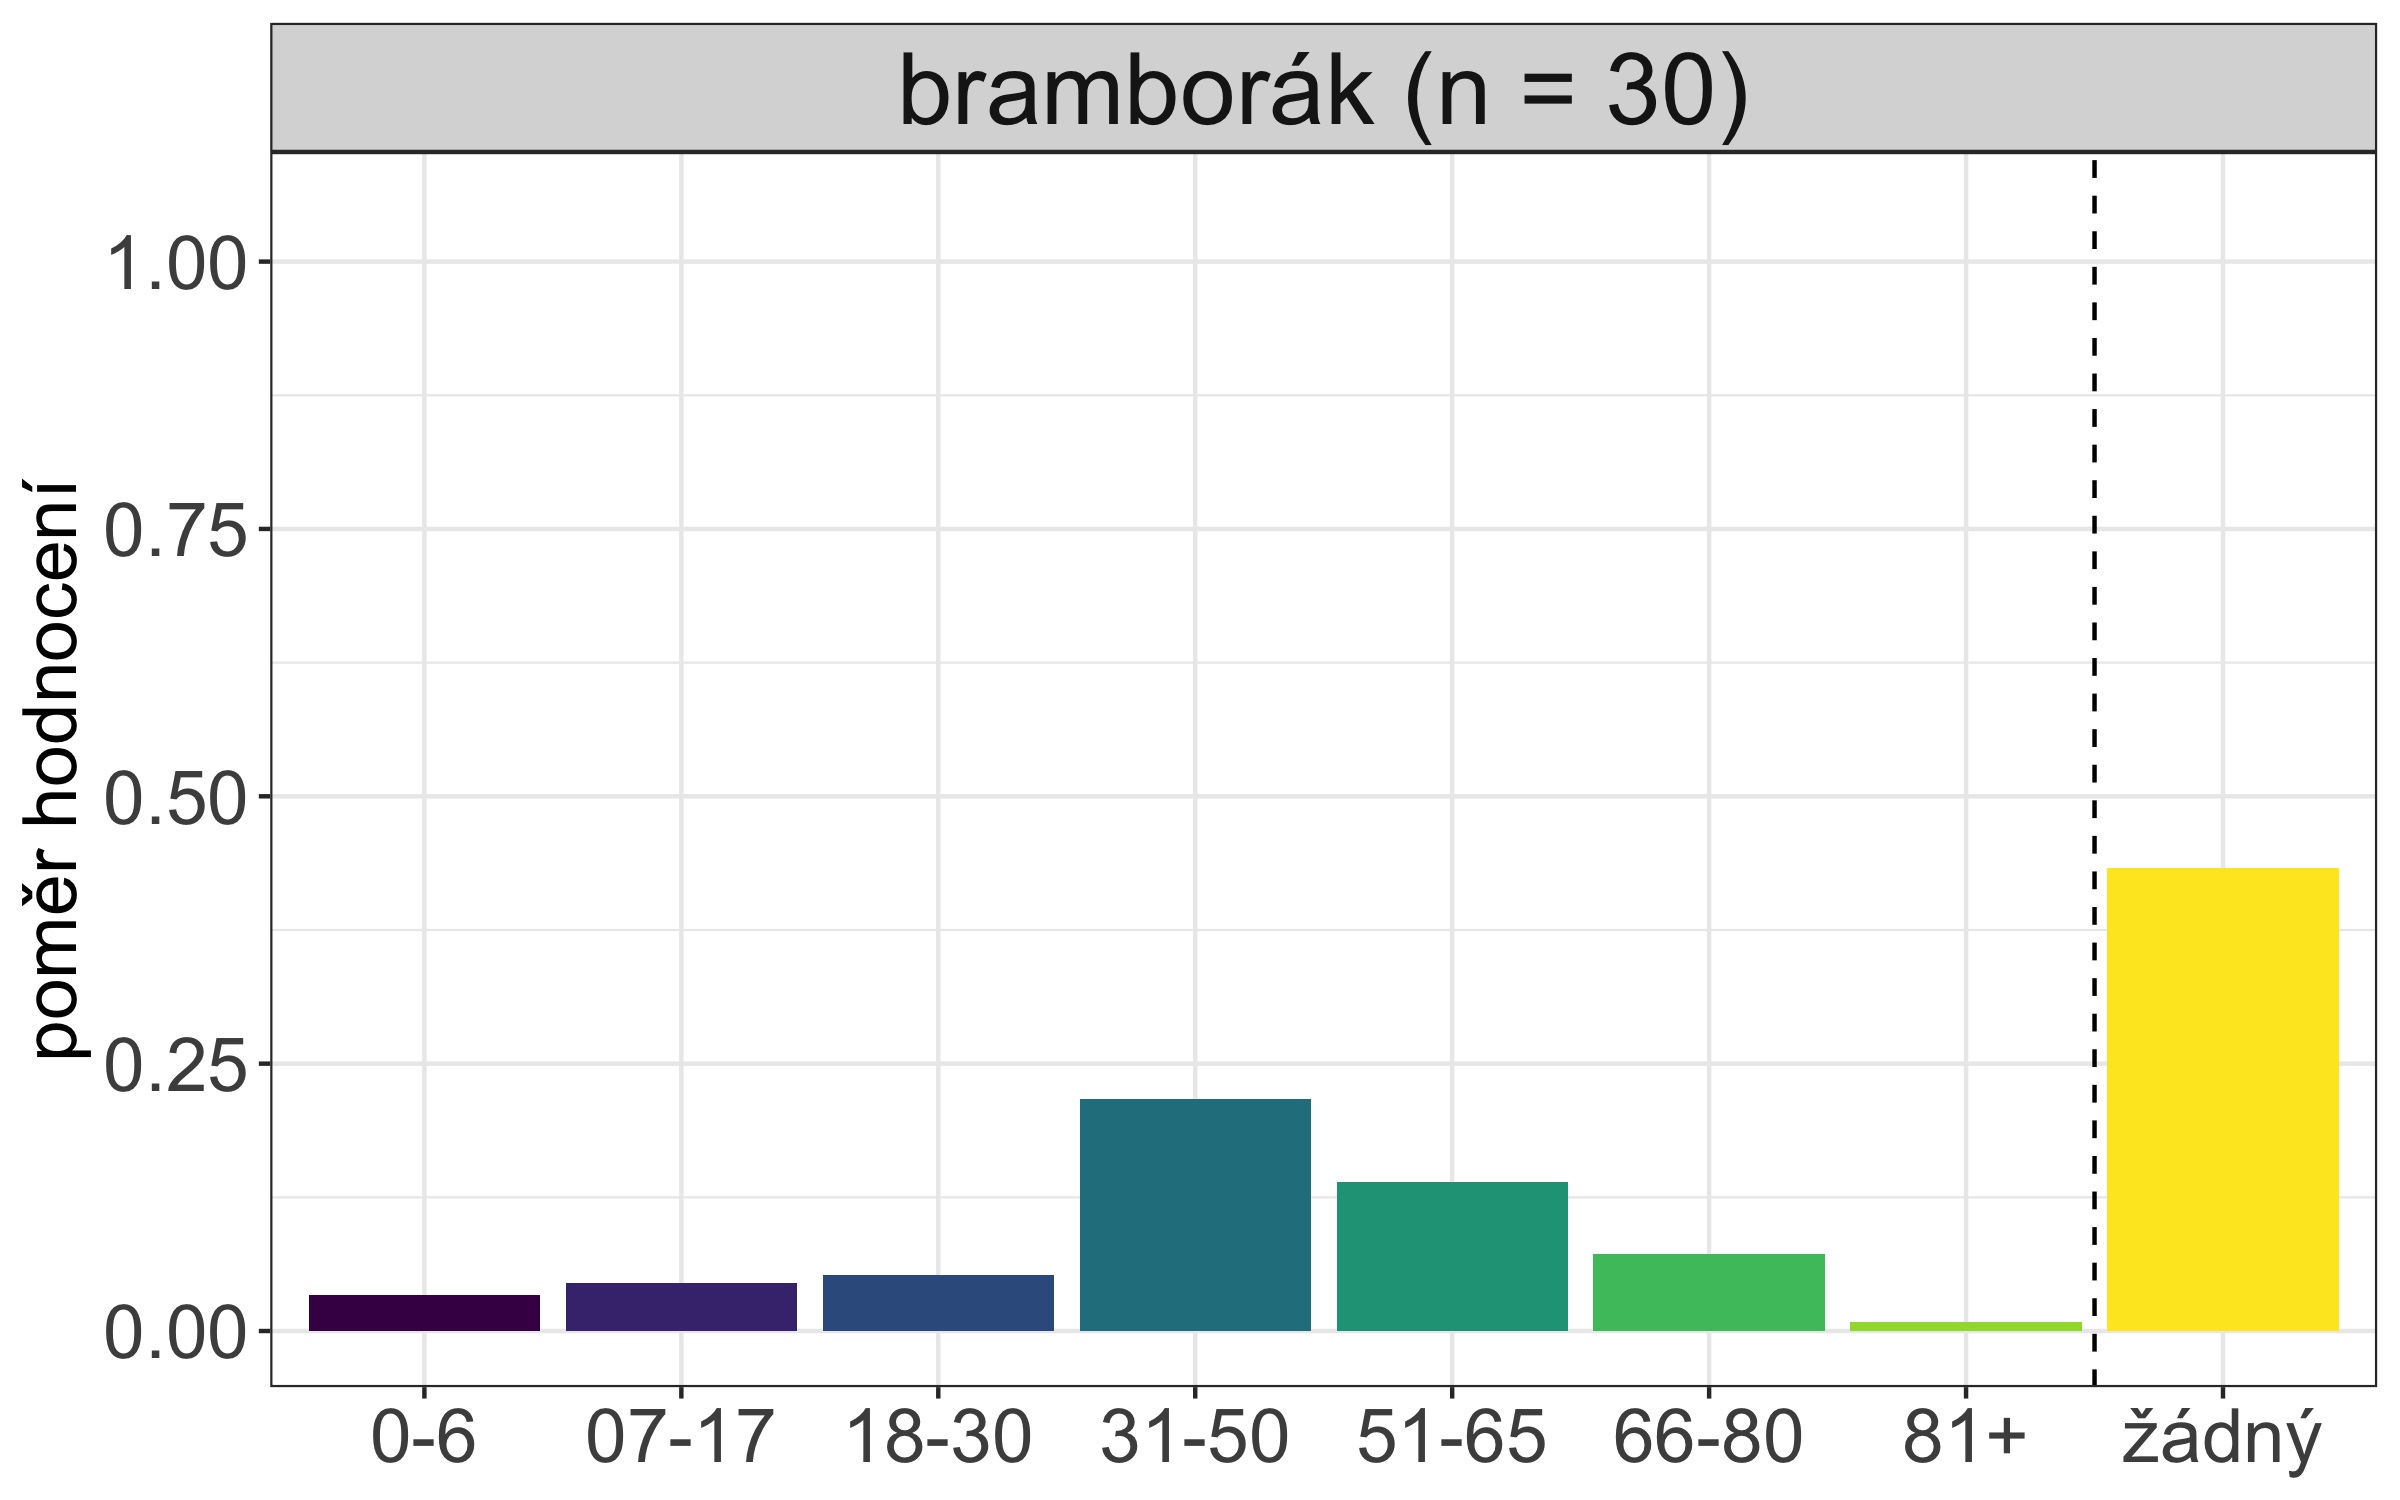 bramborák (n = 30)
poměr hodnocení
1.00
0.75
0.50
0.25
0.00
0-6 07-17 18-30 31-50 51-65 66-80 81+ žádný